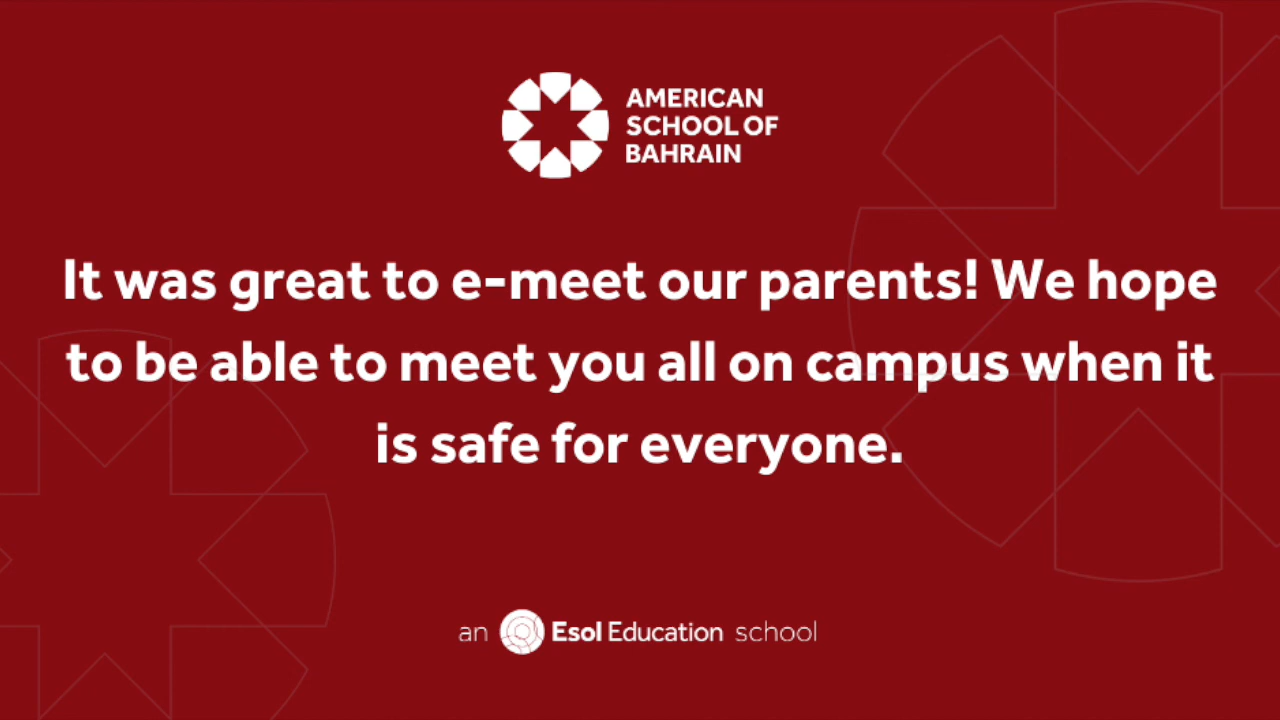 AMERICAN
SCHOOL OF
BAHRAIN
It was great to e-meet our parents! We hope
to be able to meet you all on campus when it
is safe for everyone.
an Esol Education school